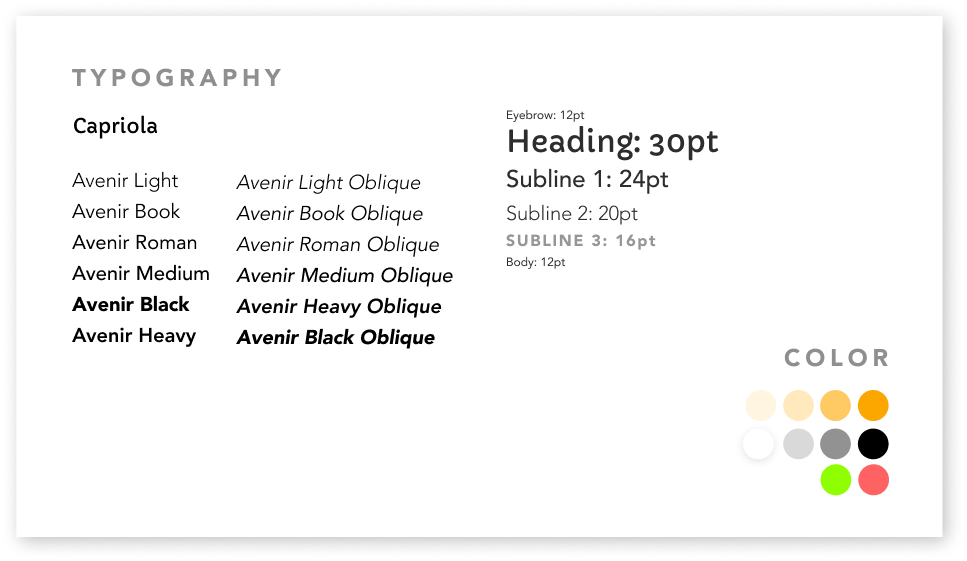 TYPOGRAPHY
Capriola
Avenir Light
Avenir Book
Avenir Roman
Avenir Medium
Avenir Black
Avenir Heavy
Avenir Light Oblique
Avenir Book Oblique
Avenir Roman Oblique
Avenir Medium Oblique
Avenir Heavy Oblique
Avenir Black Oblique
Eyebrow: 12pt
Heading: 30pt
Subline 1: 24pt
Subline 2: 20pt
SUBLINE 3: 16pt
Body: 12pt
COLOR